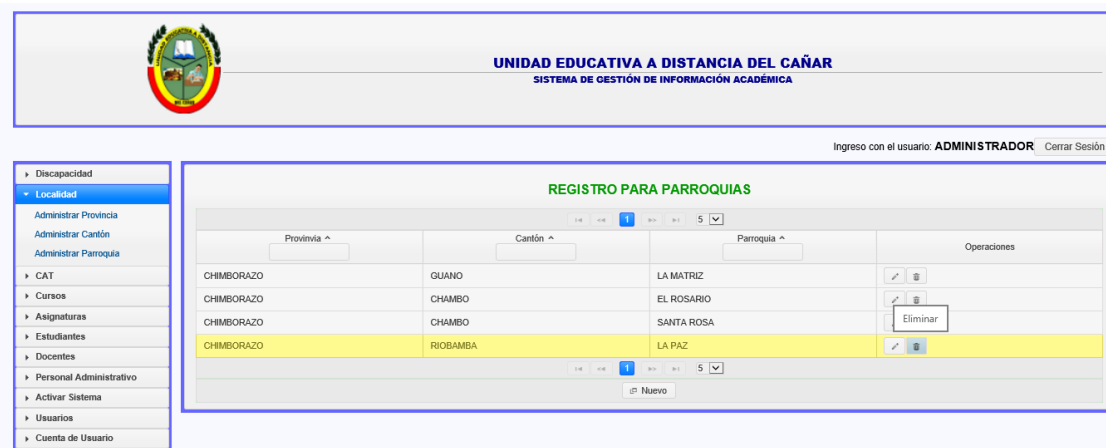 UNIDAD EDUCATIVA A DISTANCIA DEL CAÑAR
SISTEMA DE GESTIÓN DE INFORMACIÓN ACADÉMICA
Ingreso con el usuario: ADMINISTRADOR Cerrar Sesión
Discapacidad
Localidad
Administrar Provincia
Administrar Cantón
Administrar Parroquia
CAT
Cursos
Asignaturas
Estudiantes
Docentes
Personal Administrativo
Activar Sistema
Usuarios
Cuenta de Usuario
REGISTRO PARA PARROQUIAS
1 5
Provinvia Cantón Parroquia Operaciones
CHIMBORAZO GUANO LA MATRIZ
CHIMBORAZO CHAMBO EL ROSARIO
CHIMBORAZO CHAMBO SANTA ROSA
Eliminar
CHIMBORAZO RIOBAMBA LA PAZ
1 5
Nuevo